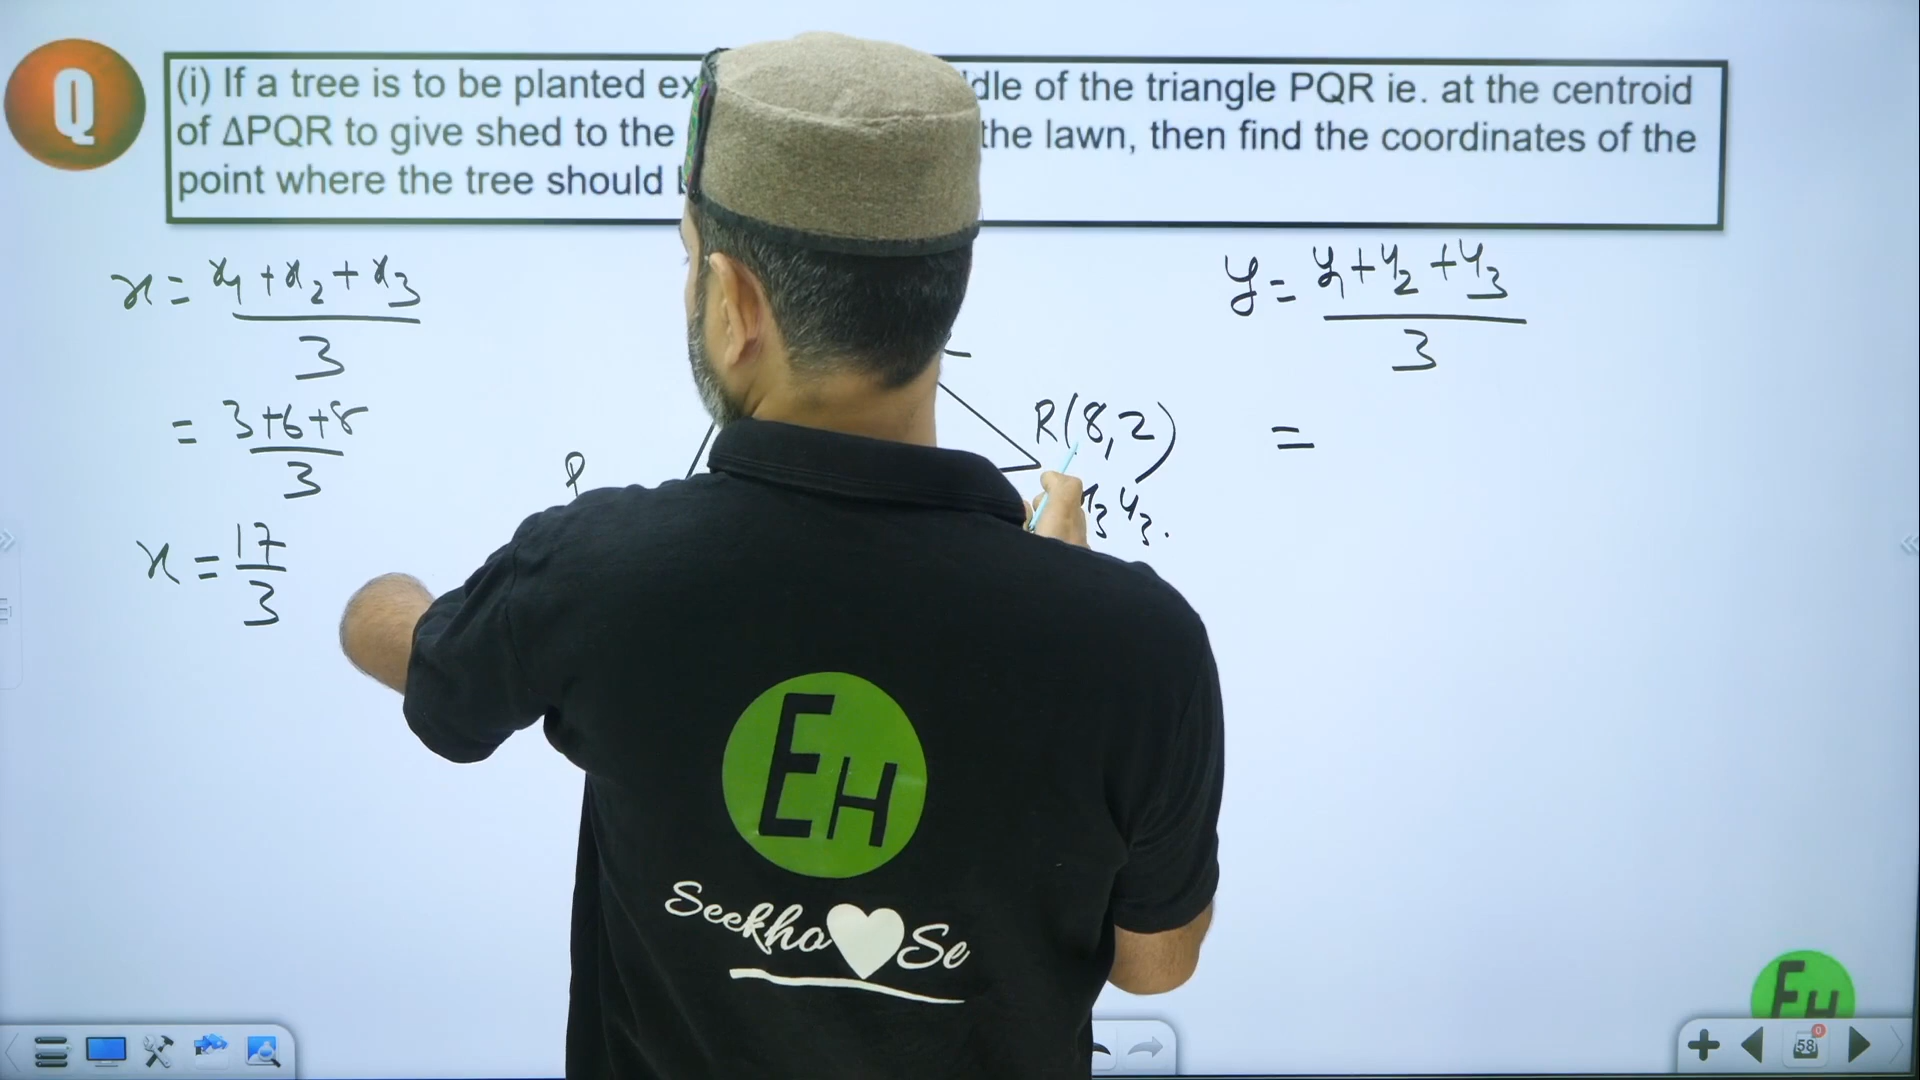 Q
(i) If a tree is to be planted ex dle of the triangle PQR ie. at the centroid
of ΔPQR to give shed to the the lawn, then find the coordinates of the
point where the tree should
x = x₁ + x₂ + x₃
3
= 3+6+8
3
x = 17
3
P
R(8,2)
x₃ y₃.
y = y₁ + y₂ + y₃
3
=
EH
Seekho Se
EH
58
0